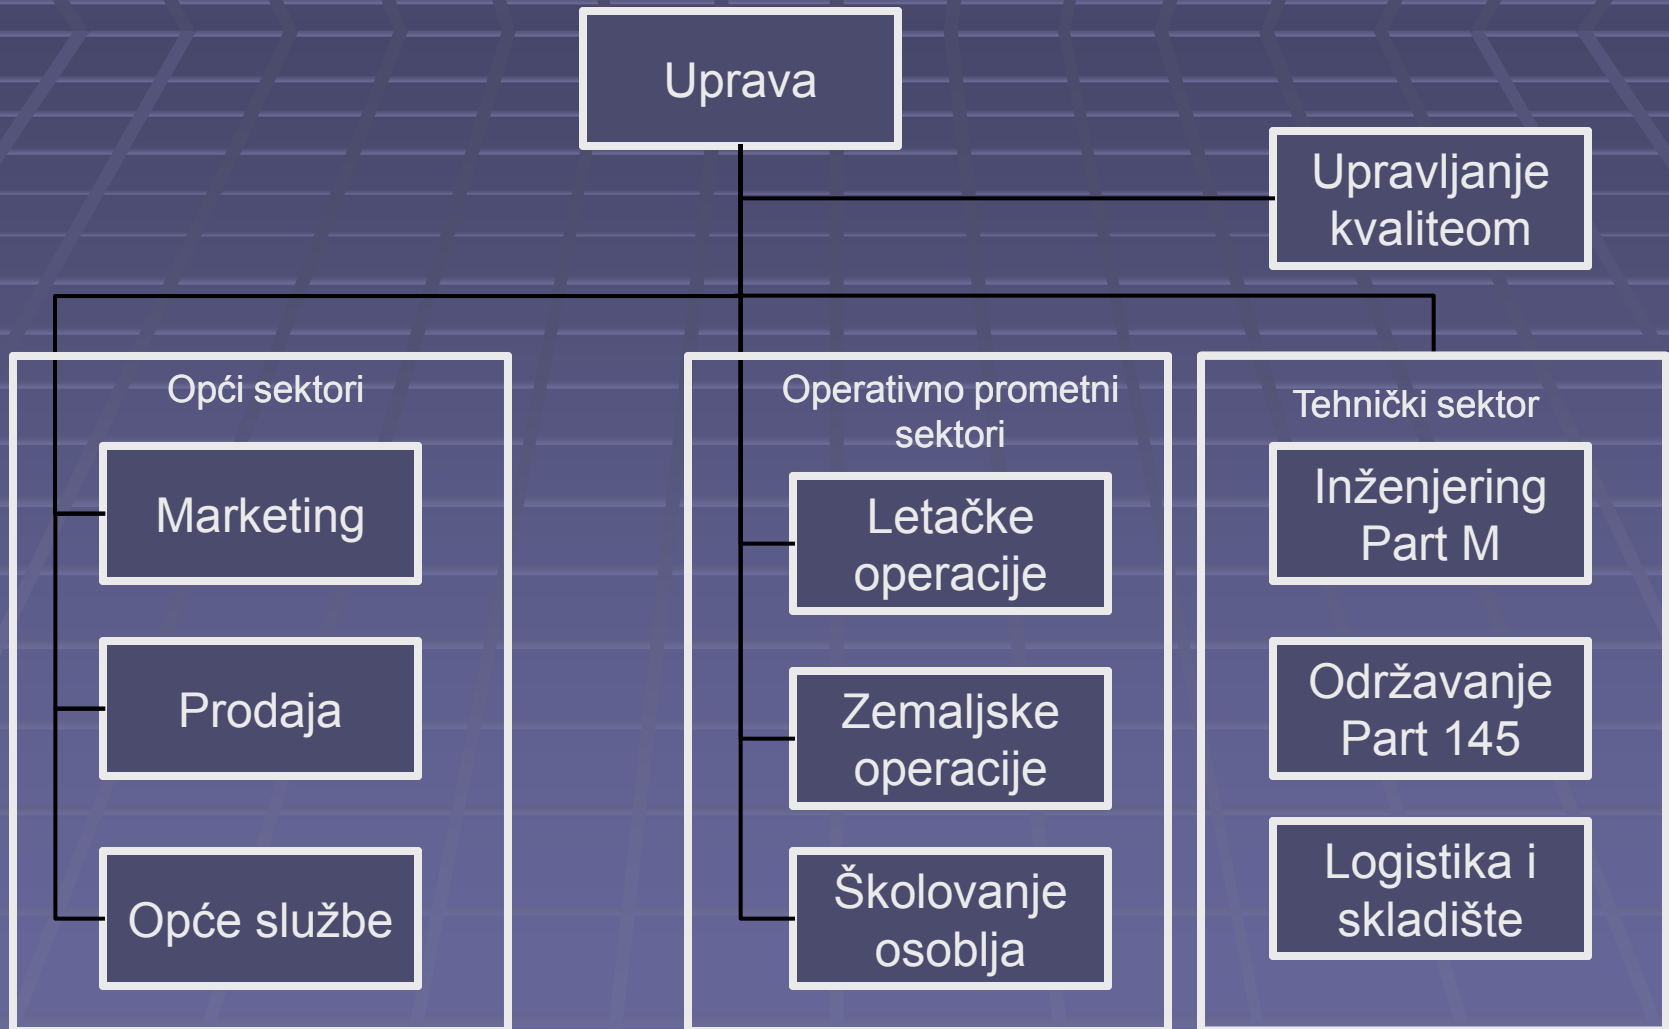 Uprava
Upravljanje
kvaliteom
Opći sektori
Marketing
Prodaja
Opće službe
Operativno prometni
sektori
Letačke
operacije
Zemaljske
operacije
Školovanje
osoblja
Tehnički sektor
Inženjering
Part M
Održavanje
Part 145
Logistika i
skladište